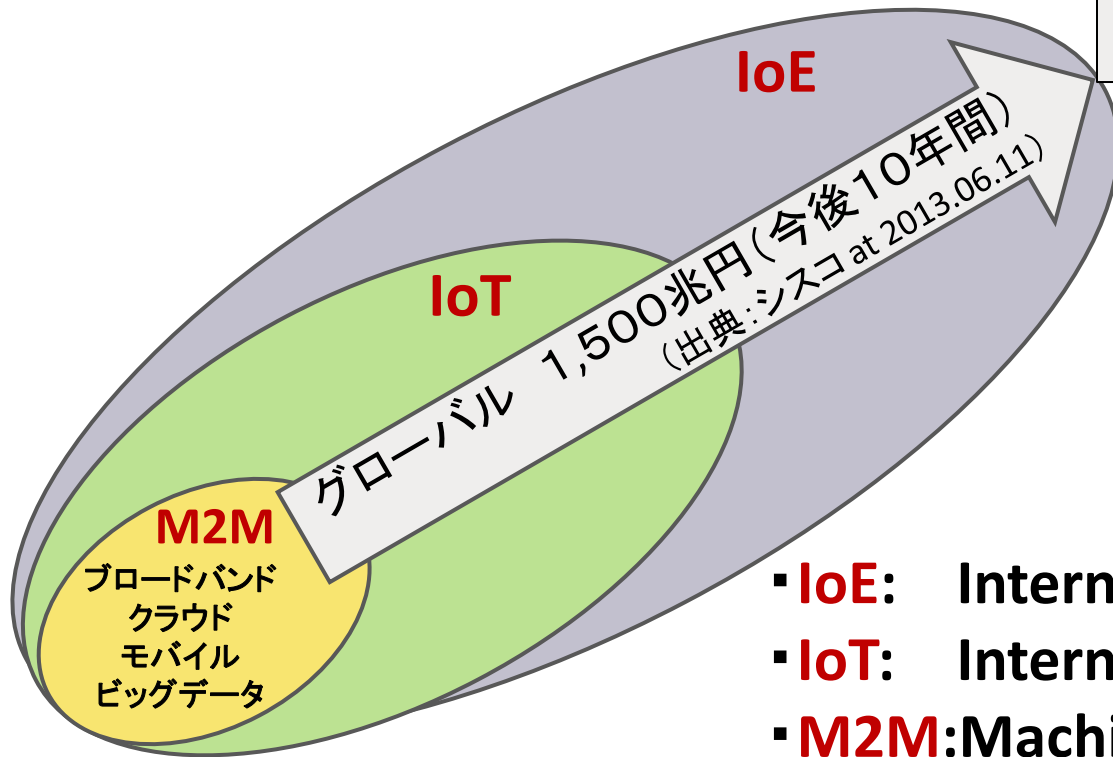 IoE
IoT
グローバル　1,500兆円(今後10年間)
(出典:シスコ at 2013.06.11)
M2M
ブロードバンド
クラウド
モバイル
ビッグデータ
▪IoE: Intern
▪IoT: Intern
▪M2M:Machi